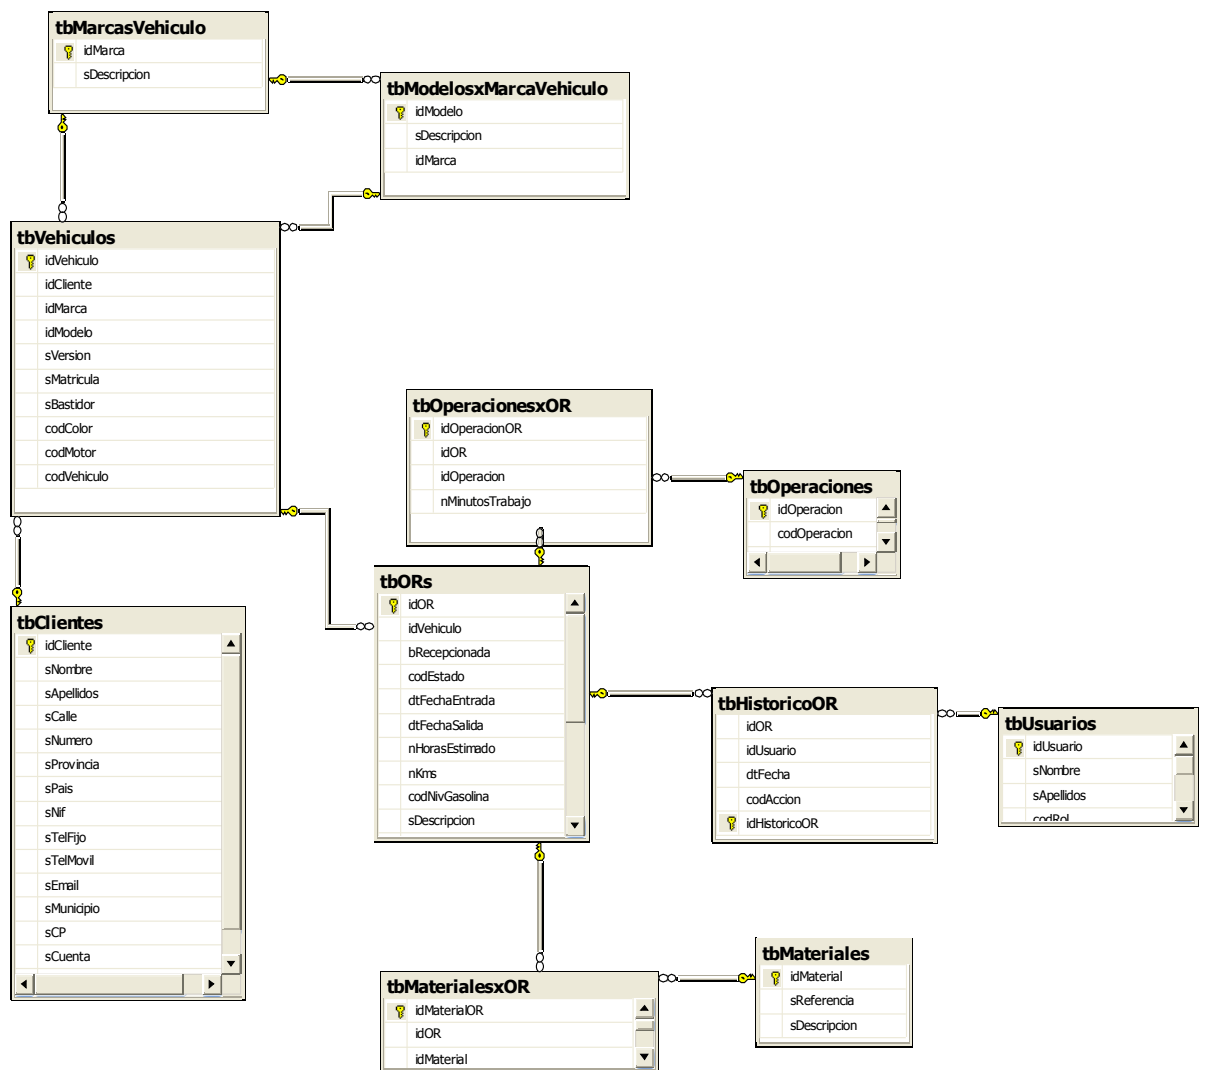 tbMarcasVehiculo
idMarca
sDescripcion
tbModelosxMarcaVehiculo
idModelo
sDescripcion
idMarca
tbVehiculos
idVehiculo
idCliente
idMarca
idModelo
sVersion
sMatricula
sBastidor
codColor
codMotor
codVehiculo
tbOperacionesxOR
idOperacionOR
idOR
idOperacion
nMinutosTrabajo
tbOperaciones
idOperacion
codOperacion
tbClientes
idCliente
sNombre
sApellidos
sCalle
sNumero
sProvincia
sPais
sNif
sTelFijo
sTelMovil
sEmail
sMunicipio
sCP
sCuenta
tbORs
idOR
idVehiculo
bRecepcionada
codEstado
dtFechaEntrada
dtFechaSalida
nHorasEstimado
nKms
codNivGasolina
sDescripcion
tbHistoricoOR
idOR
idUsuario
dtFecha
codAccion
idHistoricoOR
tbUsuarios
idUsuario
sNombre
sApellidos
codRol
tbMaterialesxOR
idMaterialOR
idOR
idMaterial
tbMateriales
idMaterial
sReferencia
sDescripcion